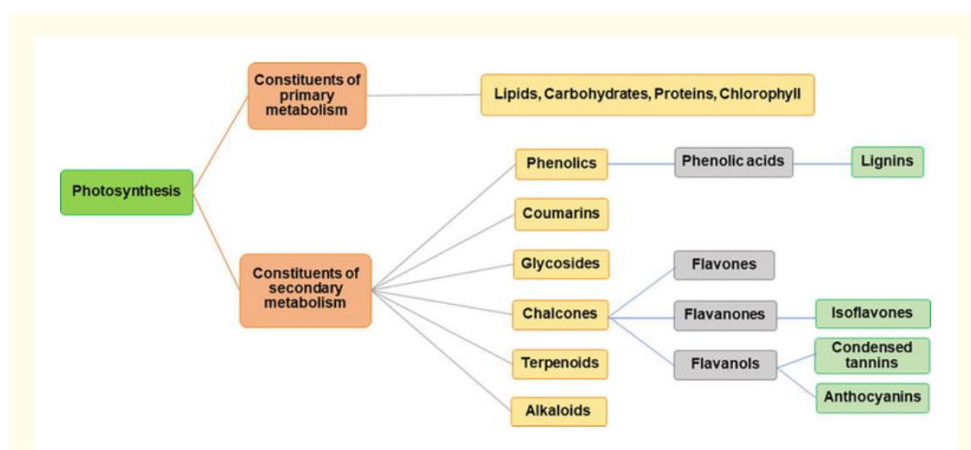 Constituents of
primary
metabolism
Lipids, Carbohydrates, Proteins, Chlorophyll
Photosynthesis
Phenolics
Phenolic acids
Lignins
Coumarins
Constituents of
secondary
metabolism
Glycosides
Flavones
Chalcones
Flavanones
Isoflavones
Terpenoids
Flavanols
Condensed
tannins
Anthocyanins
Alkaloids